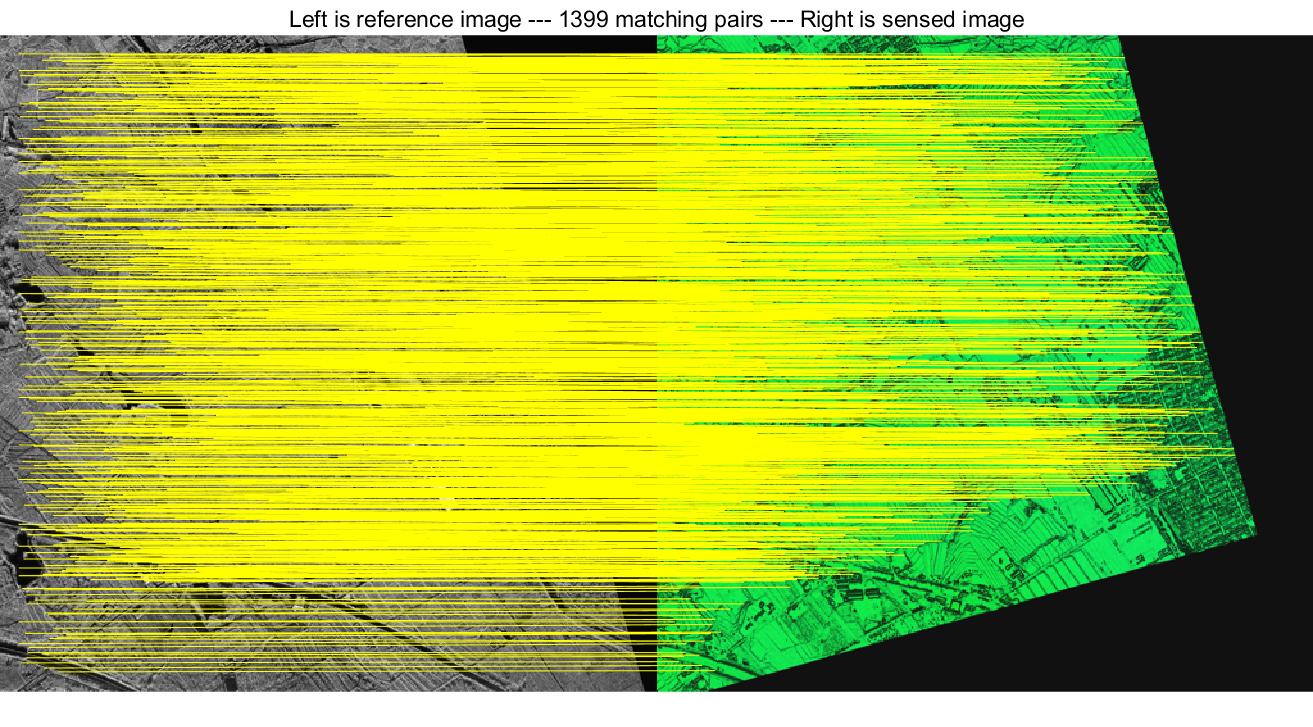 Left is reference image --- 1399 matching pairs --- Right is sensed image